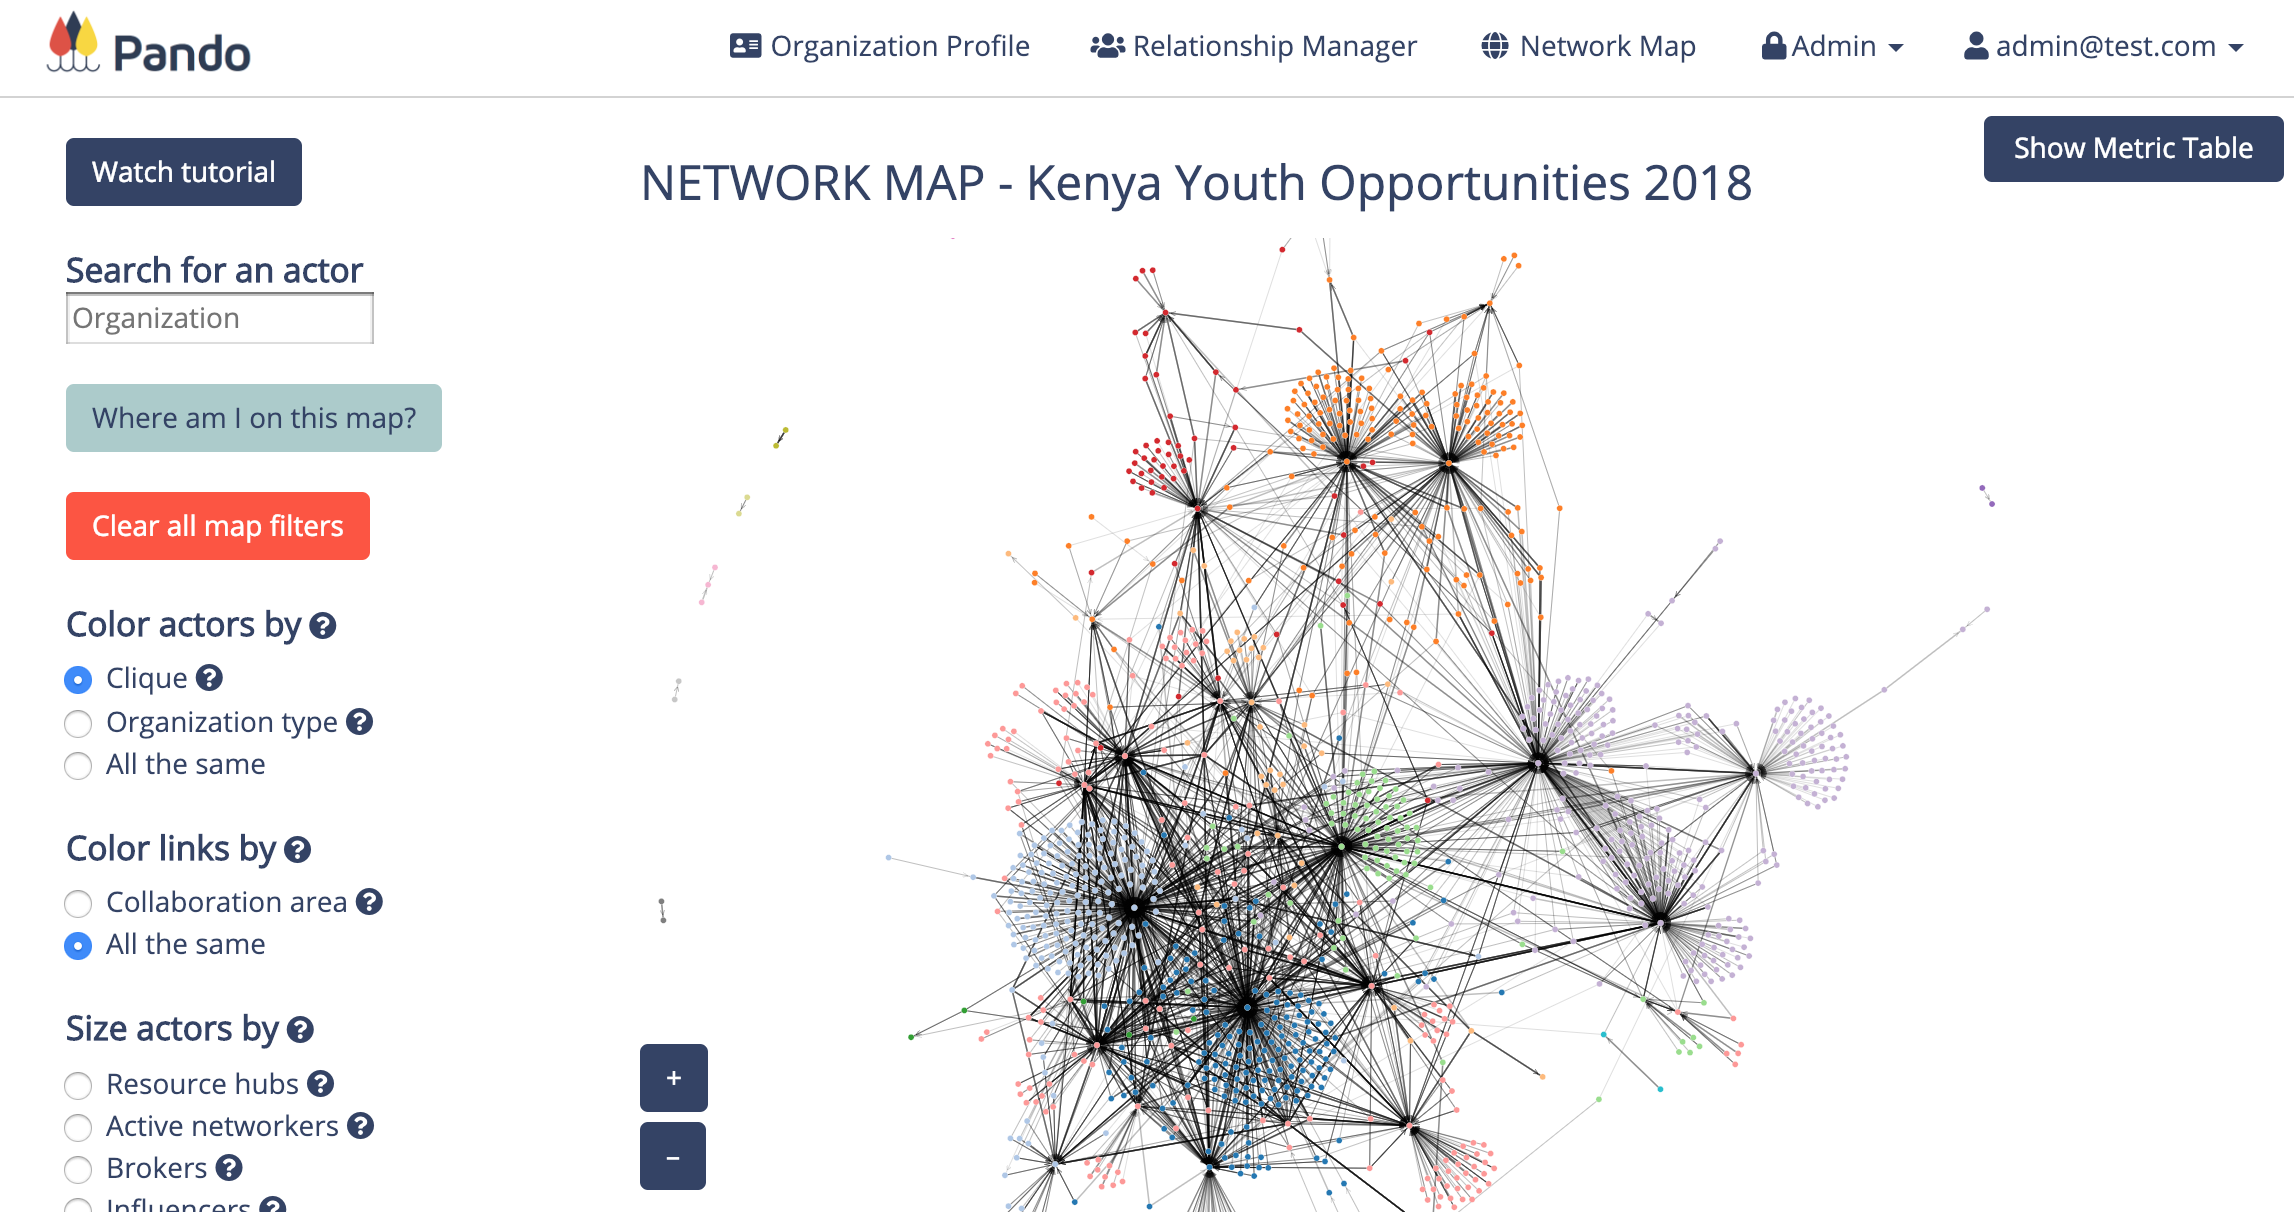 Pando
Organization Profile
Relationship Manager
Network Map
Admin
admin@test.com
Watch tutorial
NETWORK MAP - Kenya Youth Opportunities 2018
Show Metric Table
Search for an actor
Organization
Where am I on this map?
Clear all map filters
Color actors by ?
Clique ?
Organization type ?
All the same
Color links by ?
Collaboration area ?
All the same
Size actors by ?
Resource hubs ?
Active networkers ?
Brokers ?
Influencers ?
+
−